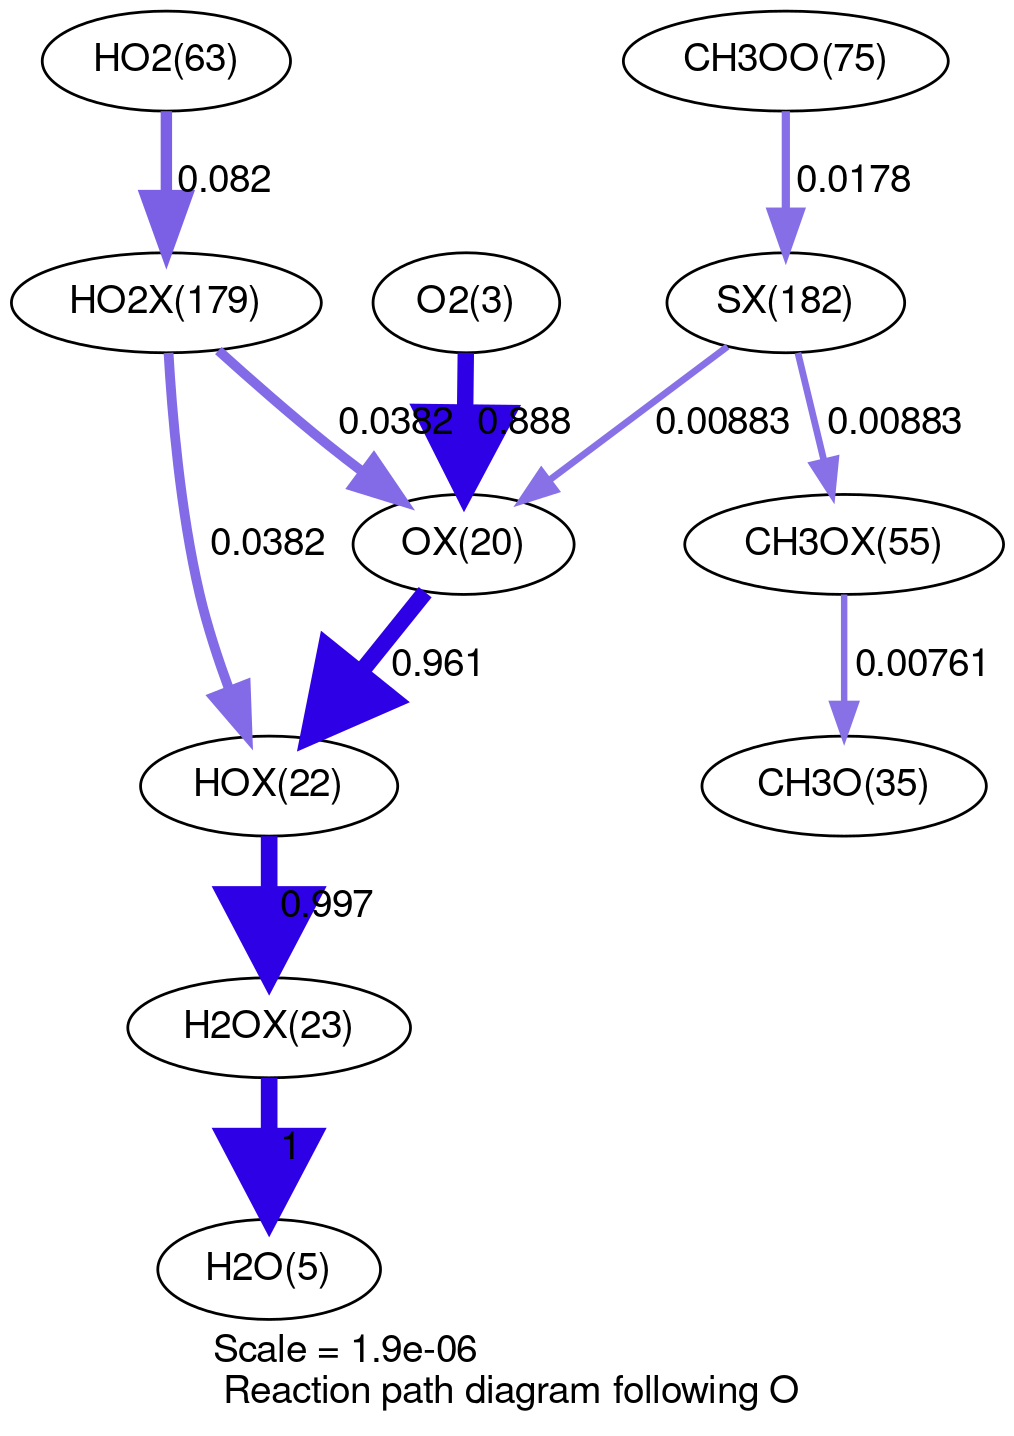 HO2(63)
CH3OO(75)
0.082
0.0178
HO2X(179)
O2(3)
SX(182)
0.0382
0.888
0.00883
0.00883
0.0382
OX(20)
CH3OX(55)
0.961
0.00761
HOX(22)
CH3O(35)
0.997
H2OX(23)
1
H2O(5)
Scale = 1.9e-06
Reaction path diagram following O